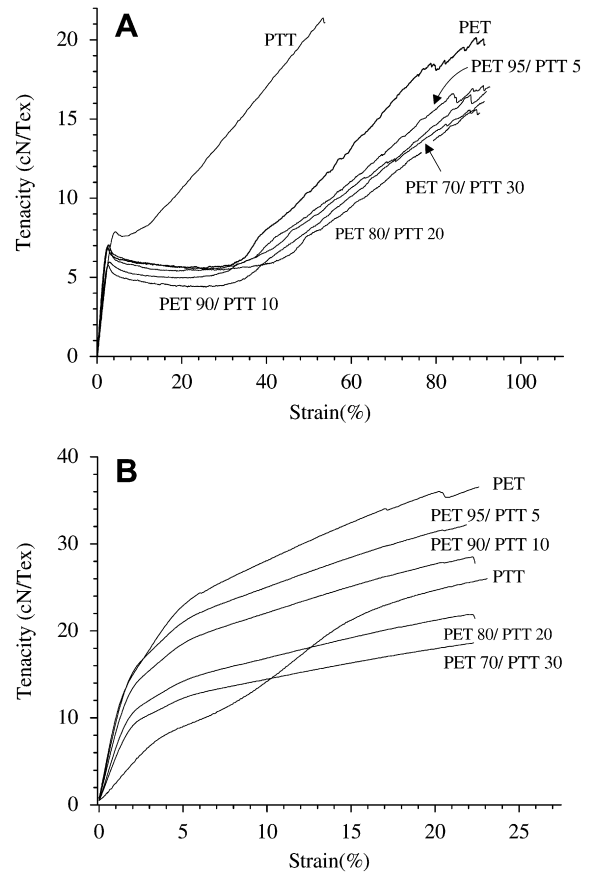 A
20
15
10
5
0
Tenacity (cN/Tex)
PTT
PET
PET 95/ PTT 5
PET 70/ PTT 30
PET 80/ PTT 20
PET 90/ PTT 10
0 20 40 60 80 100
Strain(%)
B
40
30
20
10
0
Tenacity (cN/Tex)
PET
PET 95/ PTT 5
PET 90/ PTT 10
PTT
PET 80/ PTT 20
PET 70/ PTT 30
0 5 10 15 20 25
Strain(%)